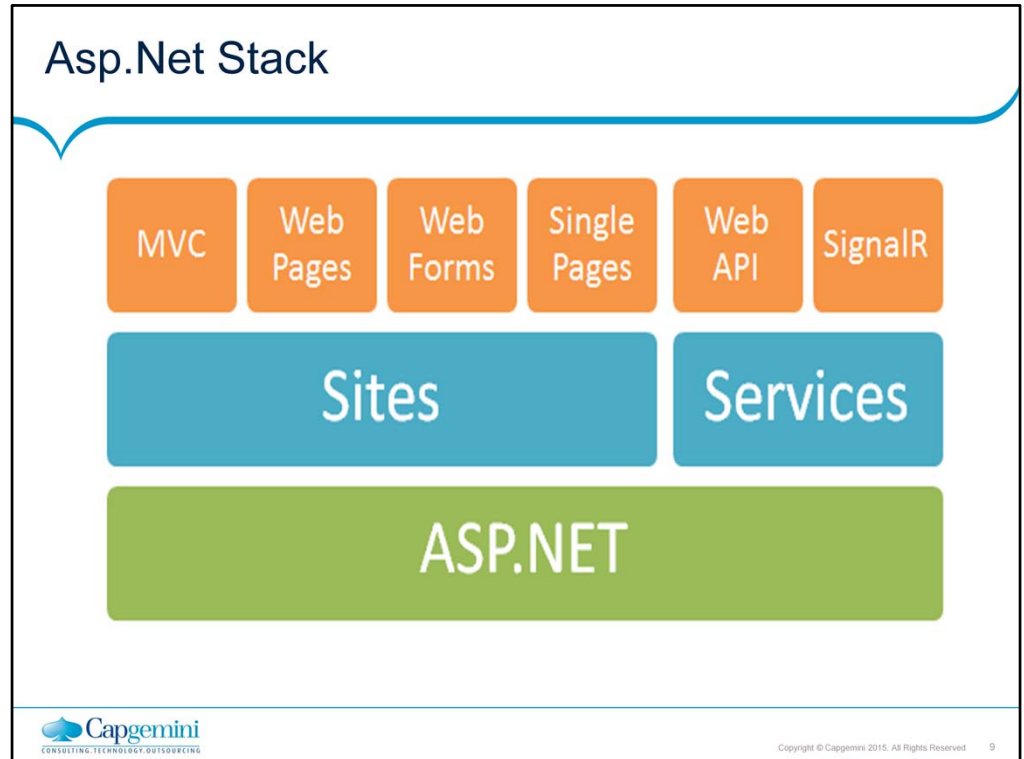 Asp.Net Stack
MVC
Web
Pages
Web
Forms
Single
Pages
Web
API
SignalR
Sites
Services
ASP.NET
Capgemini
CONSULTING.TECHNOLOGY.OUTSOURCING
Copyright © Capgemini 2015. All Rights Reserved 9